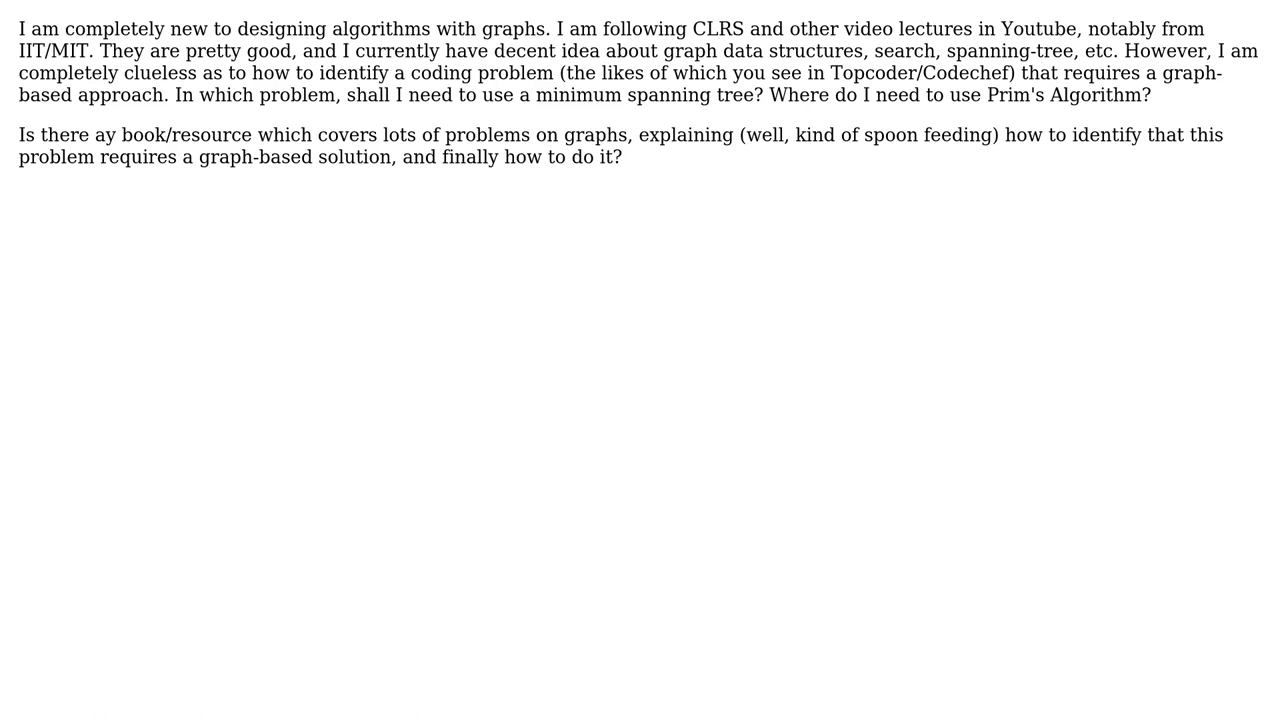 I am completely new to designing algorithms with graphs. I am following CLRS and other video lectures in Youtube, notably from
IIT/MIT. They are pretty good, and I currently have decent idea about graph data structures, search, spanning-tree, etc. However, I am
completely clueless as to how to identify a coding problem (the likes of which you see in Topcoder/Codechef) that requires a graph-
based approach. In which problem, shall I need to use a minimum spanning tree? Where do I need to use Prim's Algorithm?
Is there ay book/resource which covers lots of problems on graphs, explaining (well, kind of spoon feeding) how to identify that this
problem requires a graph-based solution, and finally how to do it?